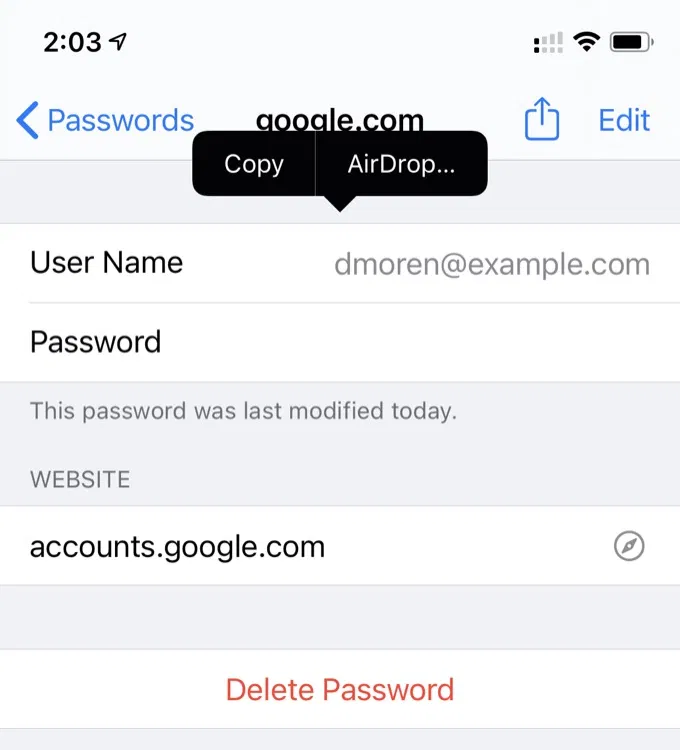 2:03
Passwords google.com Edit
Copy AirDrop...
User Name dmoren@example.com
Password
This password was last modified today.
WEBSITE
accounts.google.com
Delete Password